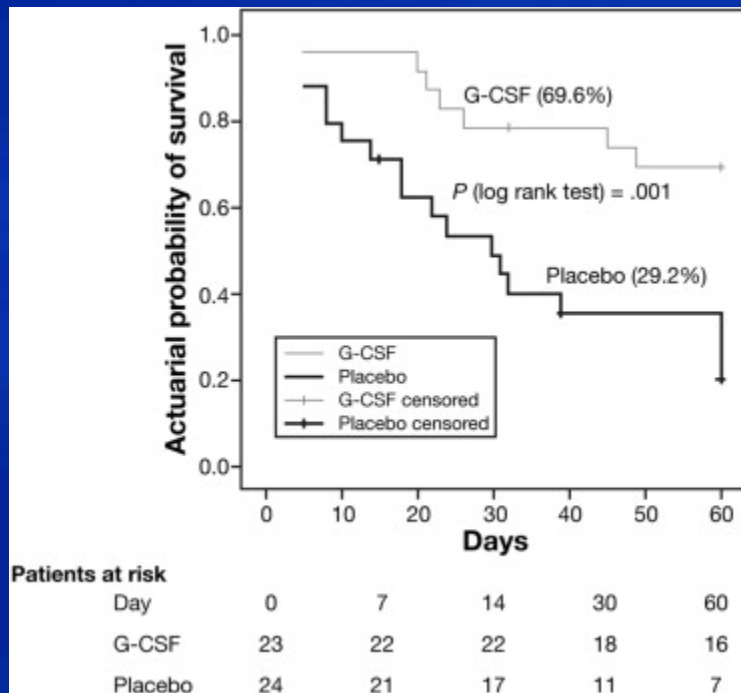 Actuarial probability of survival
1.0
0.8
0.6
0.4
0.2
0.0
G-CSF (69.6%)
P (log rank test) = .001
Placebo (29.2%)
G-CSF
Placebo
G-CSF censored
Placebo censored
0 10 20 30 40 50 60
Days
Patients at risk
Day 0 7 14 30 60
G-CSF 23 22 22 18 16
Placebo 24 21 17 11 7